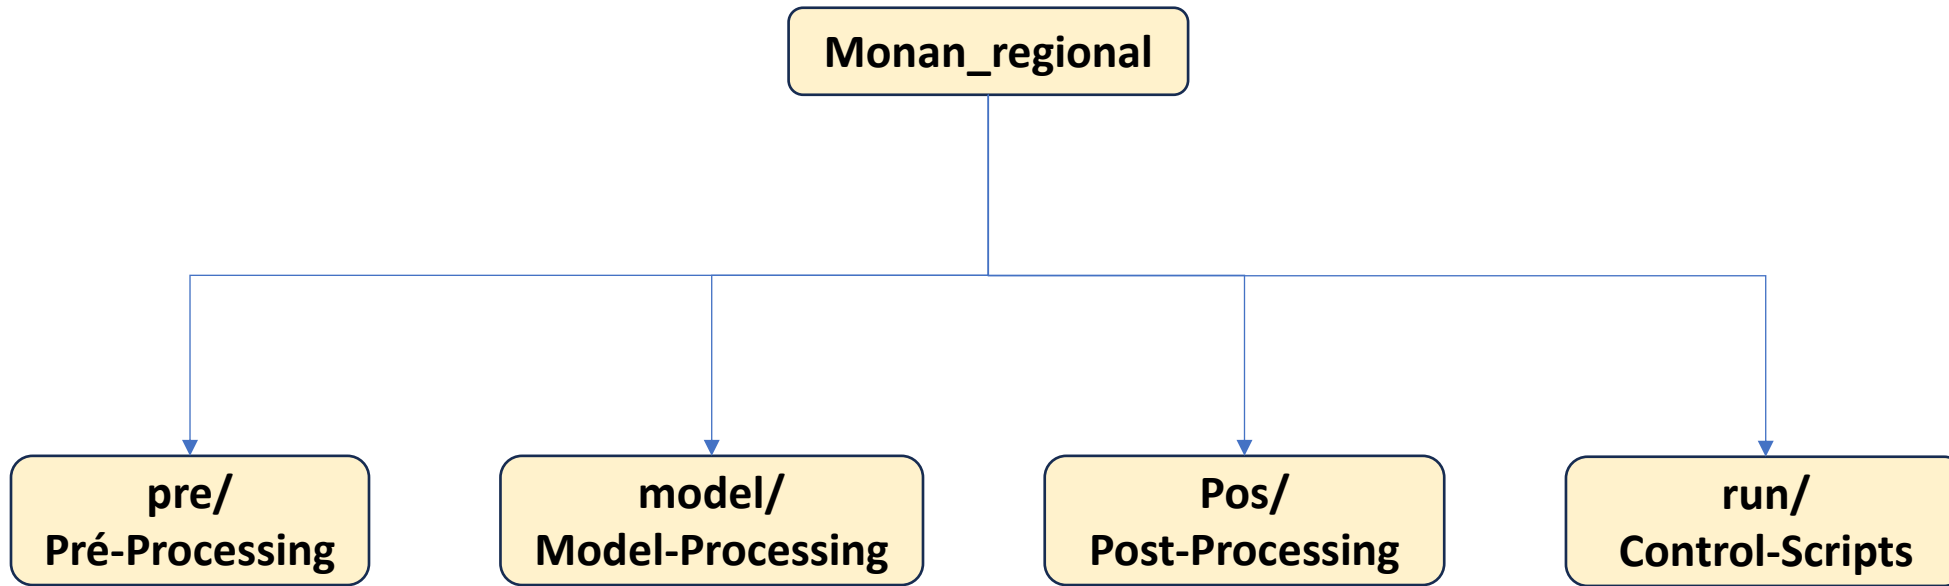 Monan_regional
pre/
Pré-Processing
model/
Model-Processing
Pos/
Post-Processing
run/
Control-Scripts